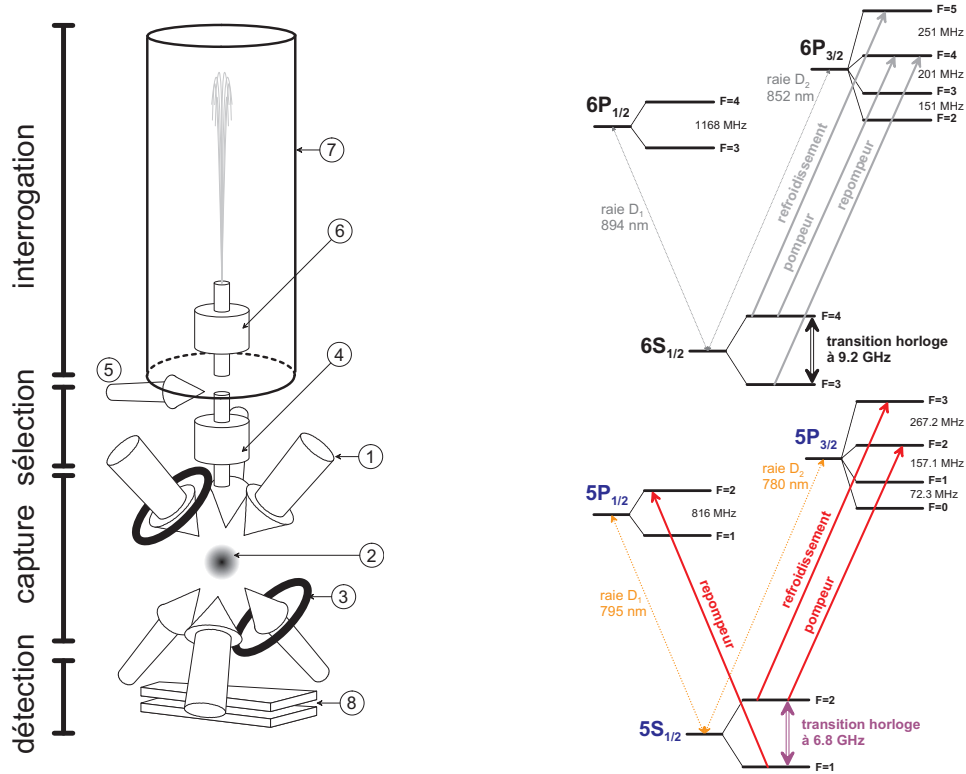 interrogation
sélection
capture
détection
7
6
5
4
1
2
3
8
6P3/2
F=5
251 MHz
F=4
201 MHz
F=3
151 MHz
F=2
raie D2
852 nm
6P1/2
F=4
1168 MHz
F=3
raie D1
894 nm
refroidissement
pompeur
repompeur
6S1/2
F=4
transition horloge
à 9.2 GHz
F=3
5P3/2
F=3
267.2 MHz
F=2
157.1 MHz
F=1
72.3 MHz
F=0
raie D2
780 nm
5P1/2
F=2
816 MHz
F=1
raie D1
795 nm
repompeur
refroidissement
pompeur
5S1/2
F=2
transition horloge
à 6.8 GHz
F=1